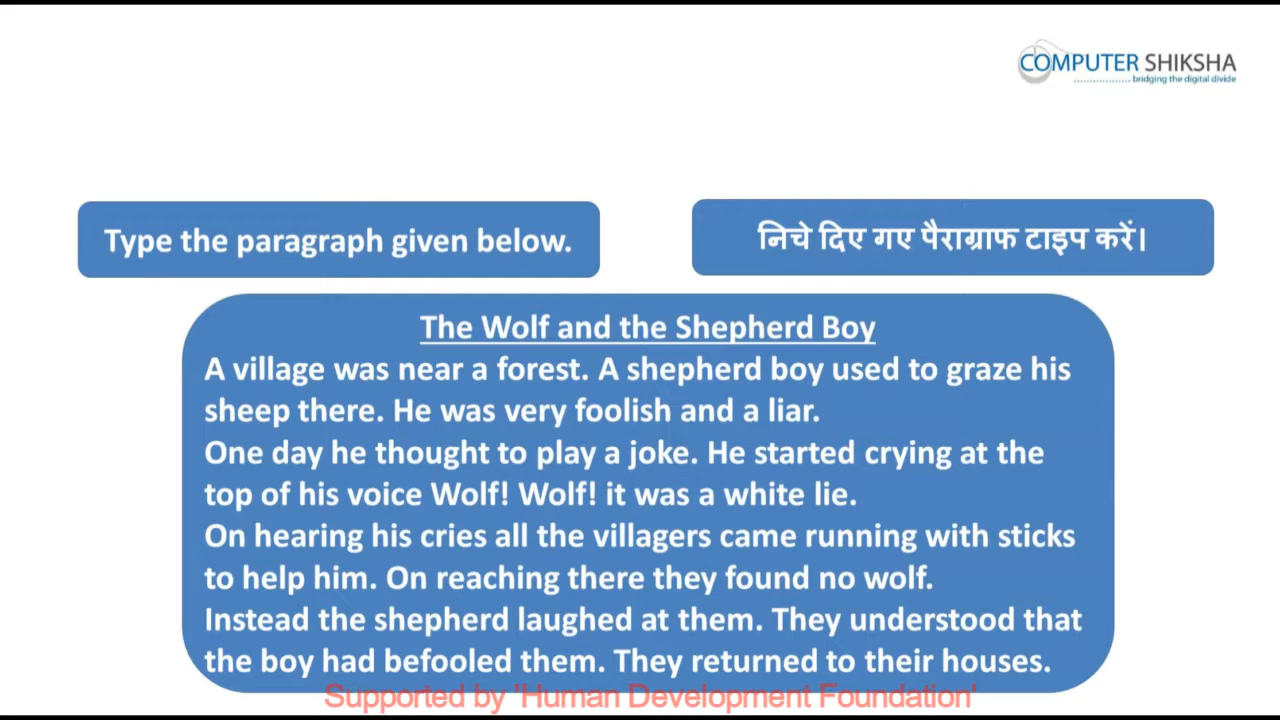 COMPUTER SHIKSHA
bridging the digital divide
Type the paragraph given below.
निचे दिए गए पैराग्राफ टाइप करें।
The Wolf and the Shepherd Boy
A village was near a forest. A shepherd boy used to graze his
sheep there. He was very foolish and a liar.
One day he thought to play a joke. He started crying at the
top of his voice Wolf! Wolf! it was a white lie.
On hearing his cries all the villagers came running with sticks
to help him. On reaching there they found no wolf.
Instead the shepherd laughed at them. They understood that
the boy had befooled them. They returned to their houses.
Supported by 'Human Development Foundation'